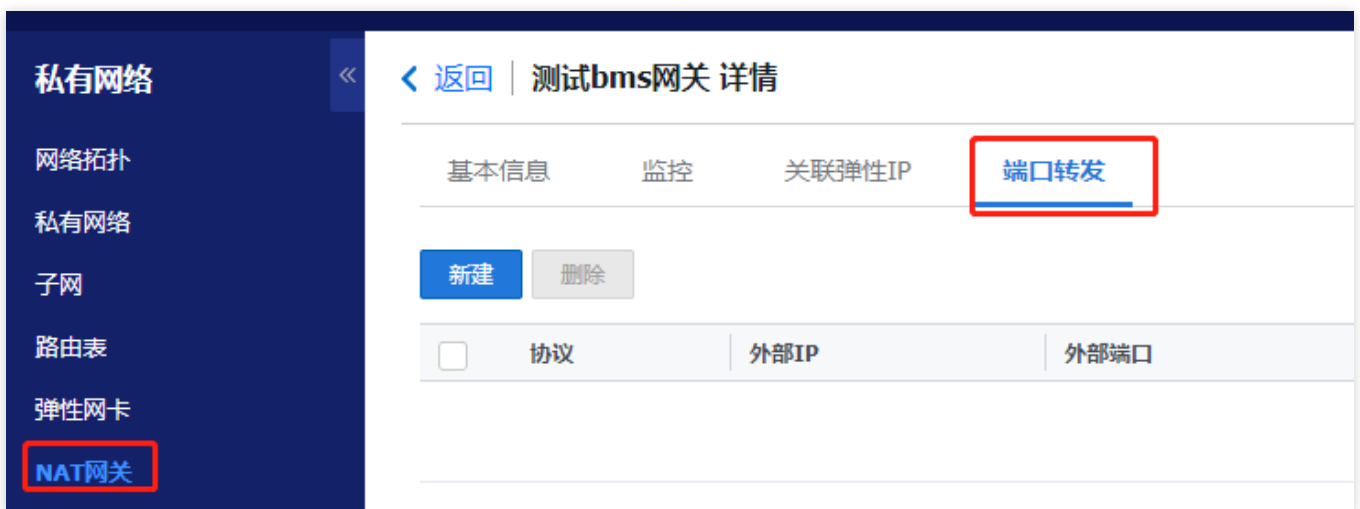 私有网络
«
返回 测试bms网关 详情
网络拓扑
基本信息 监控 关联弹性IP 端口转发
私有网络
子网
新建 删除
路由表
协议 外部IP 外部端口
弹性网卡
NAT网关